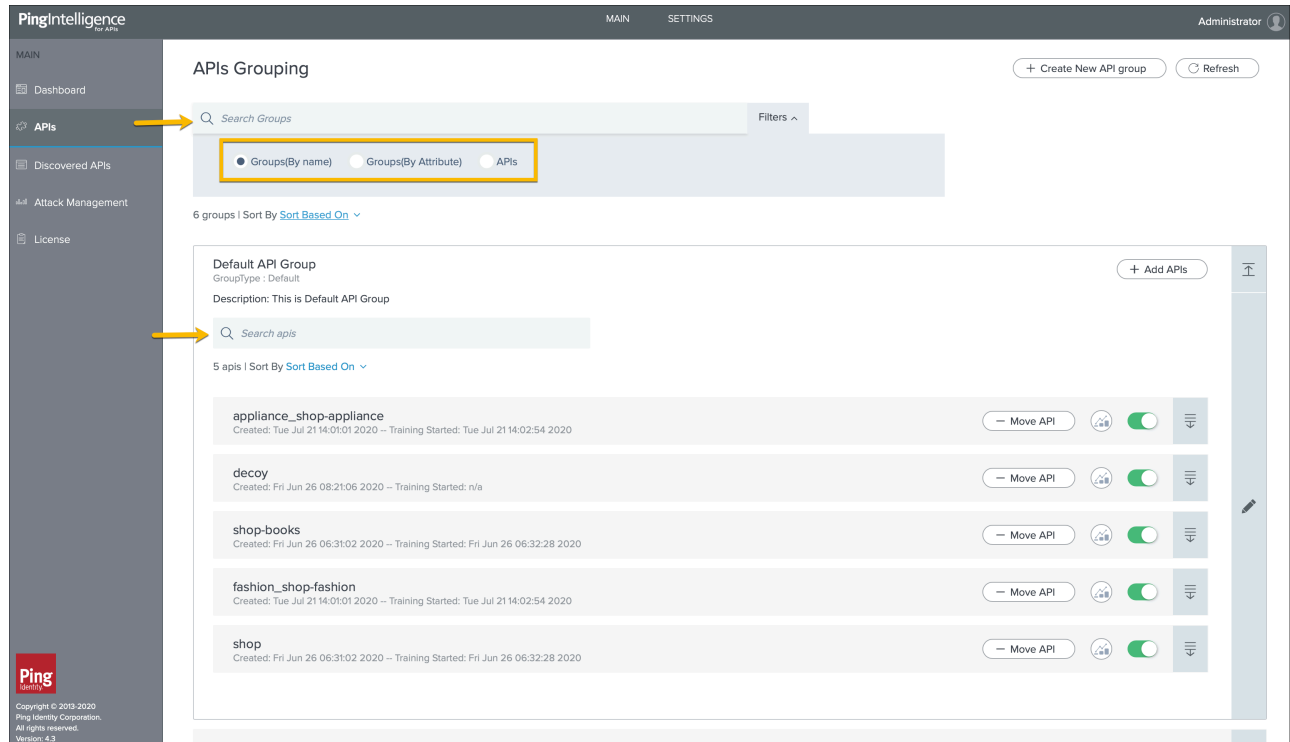 PingIntelligence
for APIs
MAIN SETTINGS
Administrator
MAIN
Dashboard
APIs
Discovered APIs
Attack Management
License
APIs Grouping
+ Create New API group
Refresh
Search Groups
Filters
Groups(By name) Groups(By Attribute) APIs
6 groups | Sort By Sort Based On
Default API Group
GroupType : Default
+ Add APIs
Description: This is Default API Group
Search apis
5 apis | Sort By Sort Based On
appliance_shop-appliance
Created: Tue Jul 21 14:01:01 2020 -- Training Started: Tue Jul 21 14:02:54 2020
− Move API
decoy
Created: Fri Jun 26 08:21:06 2020 -- Training Started: n/a
− Move API
shop-books
Created: Fri Jun 26 06:31:02 2020 -- Training Started: Fri Jun 26 06:32:28 2020
− Move API
fashion_shop-fashion
Created: Tue Jul 21 14:01:01 2020 -- Training Started: Tue Jul 21 14:02:54 2020
− Move API
shop
Created: Fri Jun 26 06:31:02 2020 -- Training Started: Fri Jun 26 06:32:28 2020
− Move API
Ping
Identity
Copyright © 2013-2020
Ping Identity Corporation.
All rights reserved.
Version: 4.3